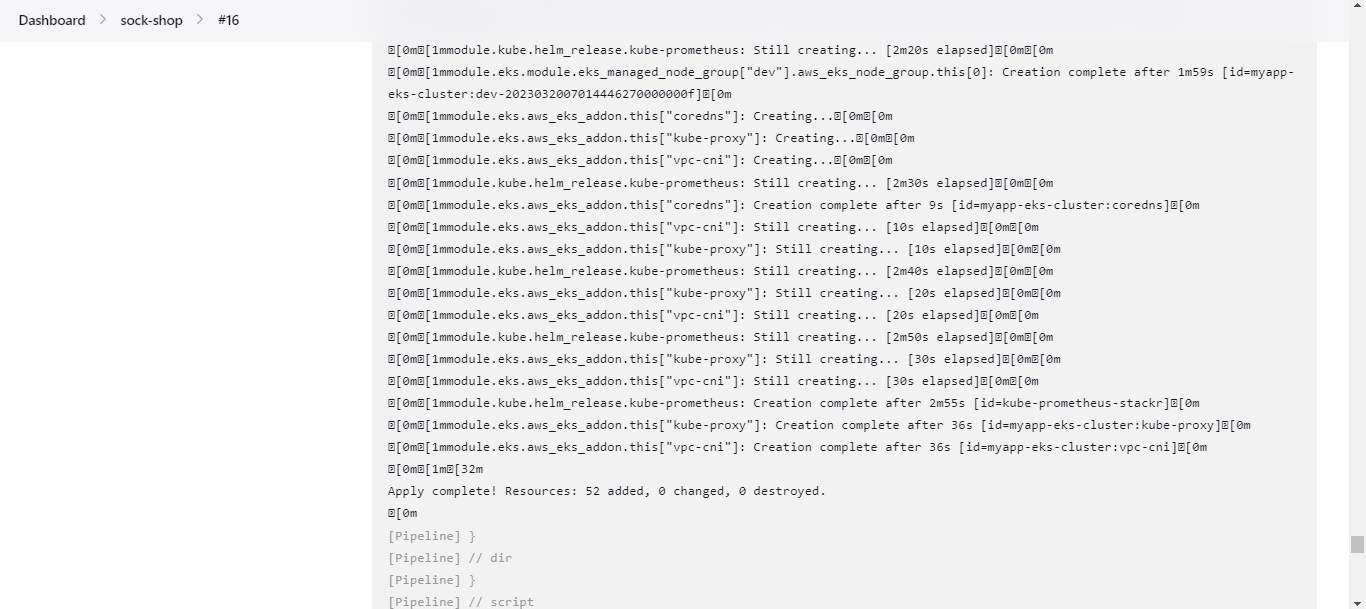 Dashboard > sock-shop > #16
␛[0m␛[1mmodule.kube.helm_release.kube-prometheus: Still creating... [2m20s elapsed]␛[0m␛[0m
␛[0m␛[1mmodule.eks.module.eks_managed_node_group["dev"].aws_eks_node_group.this[0]: Creation complete after 1m59s [id=myapp-
eks-cluster:dev-20230320070144462700000000f]␛[0m
␛[0m␛[1mmodule.eks.aws_eks_addon.this["coredns"]: Creating...␛[0m␛[0m
␛[0m␛[1mmodule.eks.aws_eks_addon.this["kube-proxy"]: Creating...␛[0m␛[0m
␛[0m␛[1mmodule.eks.aws_eks_addon.this["vpc-cni"]: Creating...␛[0m␛[0m
␛[0m␛[1mmodule.kube.helm_release.kube-prometheus: Still creating... [2m30s elapsed]␛[0m␛[0m
␛[0m␛[1mmodule.eks.aws_eks_addon.this["coredns"]: Creation complete after 9s [id=myapp-eks-cluster:coredns]␛[0m
␛[0m␛[1mmodule.eks.aws_eks_addon.this["vpc-cni"]: Still creating... [10s elapsed]␛[0m␛[0m
␛[0m␛[1mmodule.eks.aws_eks_addon.this["kube-proxy"]: Still creating... [10s elapsed]␛[0m␛[0m
␛[0m␛[1mmodule.kube.helm_release.kube-prometheus: Still creating... [2m40s elapsed]␛[0m␛[0m
␛[0m␛[1mmodule.eks.aws_eks_addon.this["kube-proxy"]: Still creating... [20s elapsed]␛[0m␛[0m
␛[0m␛[1mmodule.eks.aws_eks_addon.this["vpc-cni"]: Still creating... [20s elapsed]␛[0m␛[0m
␛[0m␛[1mmodule.kube.helm_release.kube-prometheus: Still creating... [2m50s elapsed]␛[0m␛[0m
␛[0m␛[1mmodule.eks.aws_eks_addon.this["kube-proxy"]: Still creating... [30s elapsed]␛[0m␛[0m
␛[0m␛[1mmodule.eks.aws_eks_addon.this["vpc-cni"]: Still creating... [30s elapsed]␛[0m␛[0m
␛[0m␛[1mmodule.kube.helm_release.kube-prometheus: Creation complete after 2m55s [id=kube-prometheus-stackr]␛[0m
␛[0m␛[1mmodule.eks.aws_eks_addon.this["kube-proxy"]: Creation complete after 36s [id=myapp-eks-cluster:kube-proxy]␛[0m
␛[0m␛[1mmodule.eks.aws_eks_addon.this["vpc-cni"]: Creation complete after 36s [id=myapp-eks-cluster:vpc-cni]␛[0m
␛[0m␛[1m␛[32m
Apply complete! Resources: 52 added, 0 changed, 0 destroyed.
␛[0m
[Pipeline] }
[Pipeline] // dir
[Pipeline] }
[Pipeline] // script